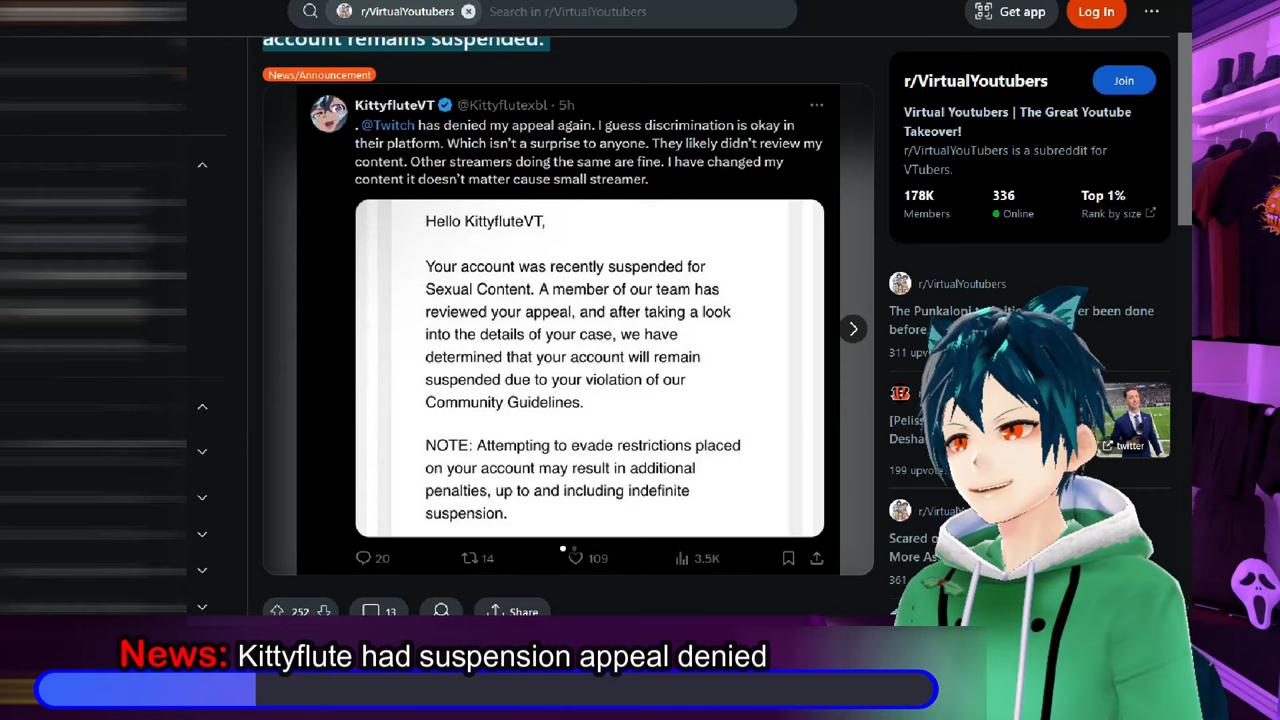 r/VirtualYoutubers
Search in r/VirtualYoutubers
Get app
Log In
account remains suspended.
News/Announcement
KittyfluteVT @Kittyflutexbl · 5h
. @Twitch has denied my appeal again. I guess discrimination is okay in
their platform. Which isn't a surprise to anyone. They likely didn't review my
content. Other streamers doing the same are fine. I have changed my
content it doesn't matter cause small streamer.
Hello KittyfluteVT,
Your account was recently suspended for
Sexual Content. A member of our team has
reviewed your appeal, and after taking a look
into the details of your case, we have
determined that your account will remain
suspended due to your violation of our
Community Guidelines.
NOTE: Attempting to evade restrictions placed
on your account may result in additional
penalties, up to and including indefinite
suspension.
20
14
109
3.5K
252
13
Share
r/VirtualYoutubers
Join
Virtual Youtubers | The Great Youtube
Takeover!
r/VirtualYouTubers is a subreddit for
VTubers.
178K
336
Top 1%
Members
Online
Rank by size
r/VirtualYoutubers
The Punkaloni
er been done
before
311 upv
[Peliss
Desha
twitter
199 upvote
r/Virtual
Scared o
More As
361
News: Kittyflute had suspension appeal denied